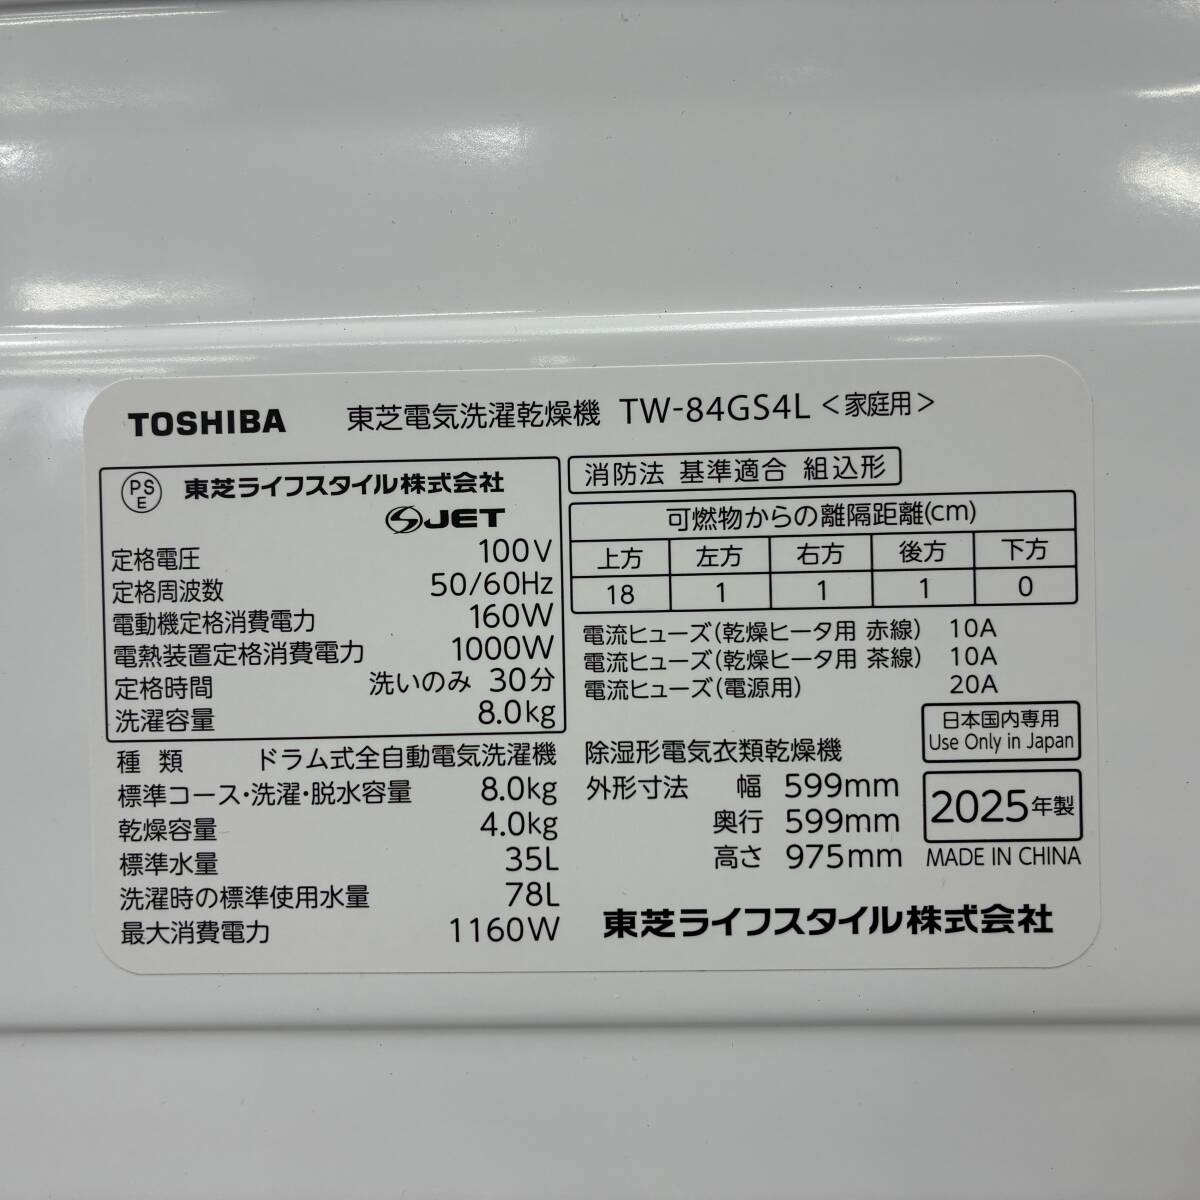 TOSHIBA 東芝電気洗濯乾燥機 TW-84GS4L <家庭用>
PS
E
東芝ライフスタイル株式会社
S JET
定格電圧 100V
定格周波数 50/60Hz
電動機定格消費電力 160W
電熱装置定格消費電力 1000W
定格時間 洗いのみ 30分
洗濯容量 8.0kg
種 類 ドラム式全自動電気洗濯機
標準コース・洗濯・脱水容量 8.0kg
乾燥容量 4.0kg
標準水量 35L
洗濯時の標準使用水量 78L
最大消費電力 1160W
消防法 基準適合 組込形
可燃物からの離隔距離(cm)
上方 左方 右方 後方 下方
18 1 1 1 0
電流ヒューズ(乾燥ヒータ用 赤線) 10A
電流ヒューズ(乾燥ヒータ用 茶線) 10A
電流ヒューズ(電源用) 20A
日本国内専用
Use Only in Japan
除湿形電気衣類乾燥機
外形寸法 幅 599mm
奥行 599mm
高さ 975mm
2025年製
MADE IN CHINA
東芝ライフスタイル株式会社